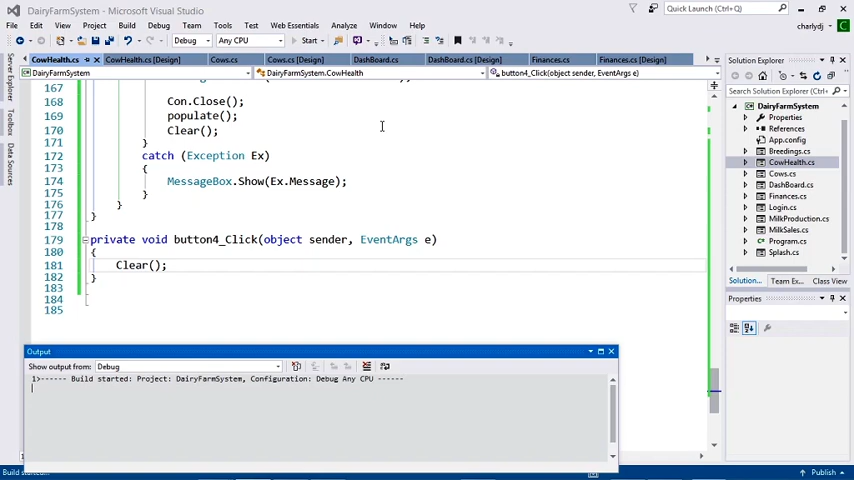 DairyFarmSystem - Microsoft Visual Studio
Quick Launch (Ctrl+Q)
File Edit View Project Build Debug Team Tools Test Web Essentials Analyze Window Help
charlydj
Debug Any CPU Start
CowHealth.cs CowHealth.cs [Design] Cows.cs Cows.cs [Design] DashBoard.cs DashBoard.cs [Design] Finances.cs Finances.cs [Design]
Solution Explorer
DairyFarmSystem DairyFarmSystem.CowHealth button4_Click(object sender, EventArgs e)
Server Explorer
Toolbox
Data Sources
167
168 Con.Close();
169 populate();
170 Clear();
171 }
172 catch (Exception Ex)
173 {
174 MessageBox.Show(Ex.Message);
175 }
176 }
177 }
178
179 private void button4_Click(object sender, EventArgs e)
180 {
181 Clear();
182 }
183
184
185
Search Solution Explorer
DairyFarmSystem
Properties
References
App.config
Breedings.cs
CowHealth.cs
Cows.cs
DashBoard.cs
Finances.cs
Login.cs
MilkProduction.cs
MilkSales.cs
Program.cs
Splash.cs
Solution... Team Ex... Class View
Properties
Output
Show output from: Debug
1>------ Build started: Project: DairyFarmSystem, Configuration: Debug Any CPU ------
Build started...
Publish